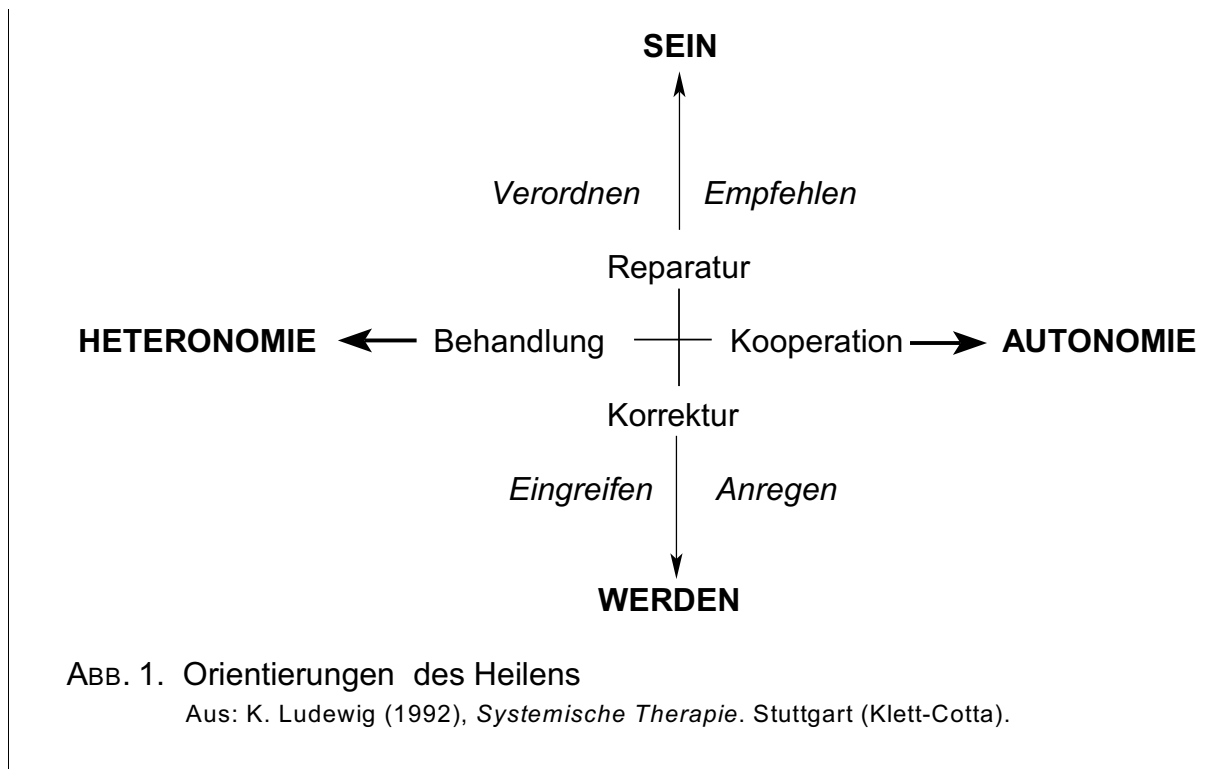 SEIN
Verordnen Empfehlen
Reparatur
HETERONOMIE Behandlung Kooperation AUTONOMIE
Korrektur
Eingreifen Anregen
WERDEN
ABB. 1. Orientierungen des Heilens
Aus: K. Ludewig (1992), Systemische Therapie. Stuttgart (Klett-Cotta).